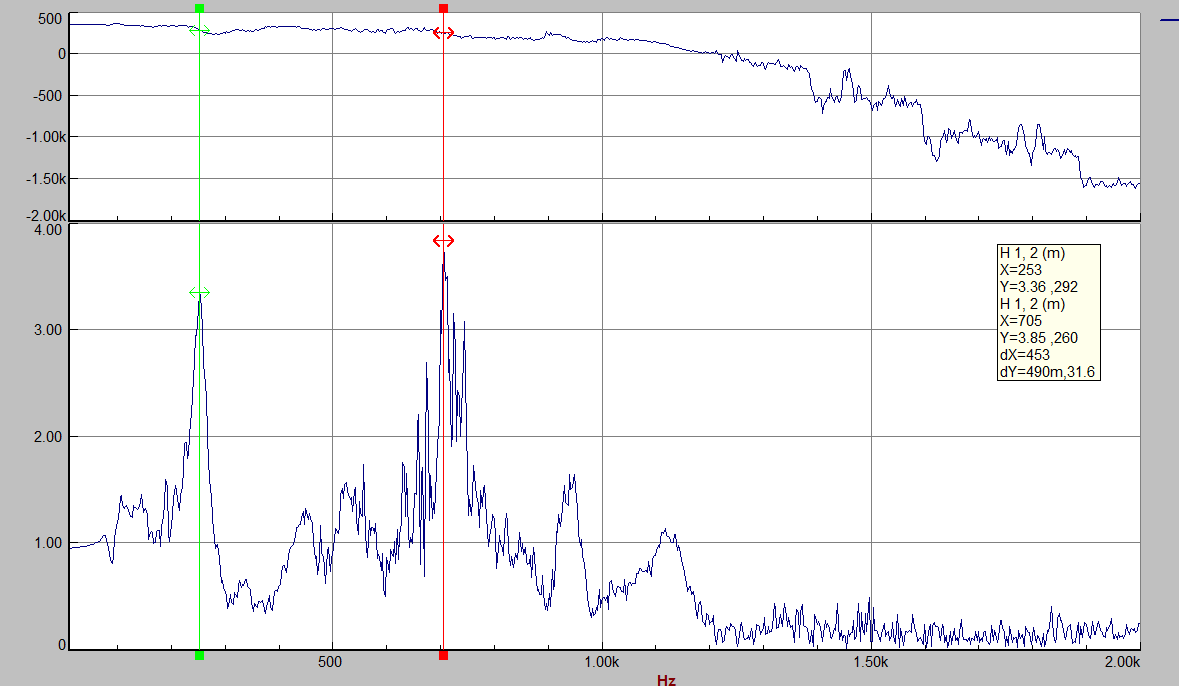 500
0
-500
-1.00k
-1.50k
-2.00k
4.00
3.00
2.00
1.00
0
H 1, 2 (m)
X=253
Y=3.36 ,292
H 1, 2 (m)
X=705
Y=3.85 ,260
dX=453
dY=490m,31.6
500
1.00k
1.50k
2.00k
Hz